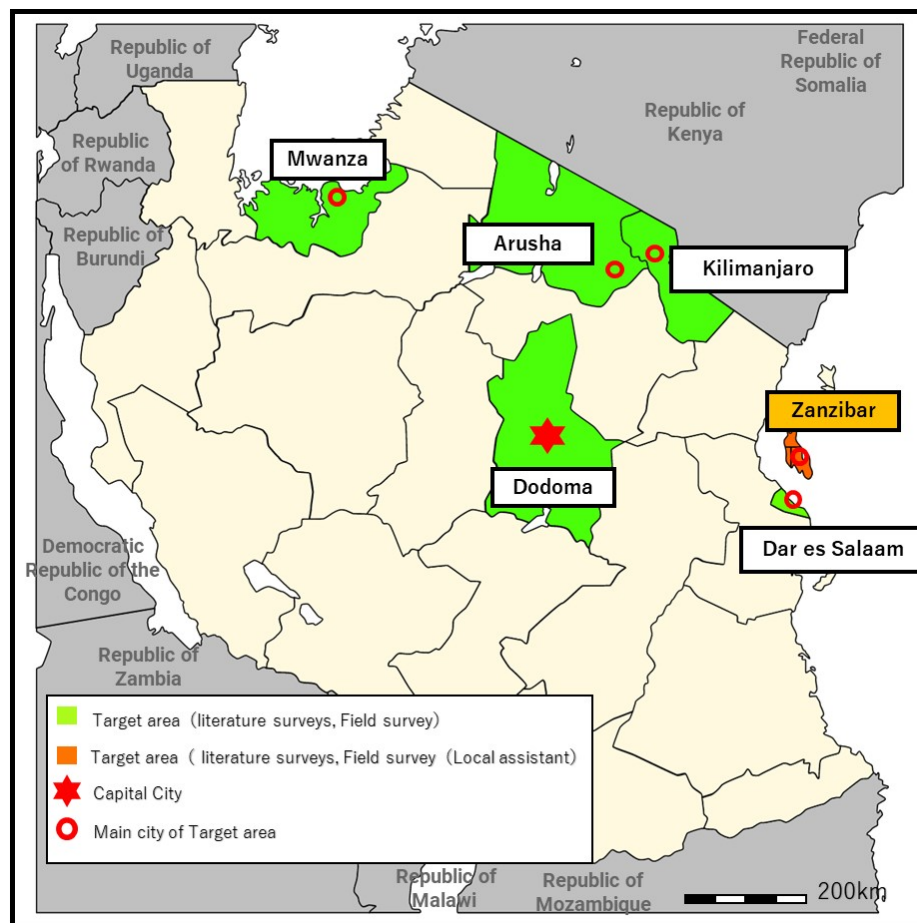 Republic of
Uganda
Federal
Republic of
Somalia
Republic of
Kenya
Republic
of Rwanda
Mwanza
Republic of
Burundi
Arusha
Kilimanjaro
Zanzibar
Dodoma
Dar es Salaam
Democratic
Republic of the
Congo
Republic of
Zambia
Target area（literature surveys, Field survey）
Target area（ literature surveys, Field survey（Local assistant）
Capital City
Main city of Target area
Republic of
Malawi
Republic of
Mozambique
200km